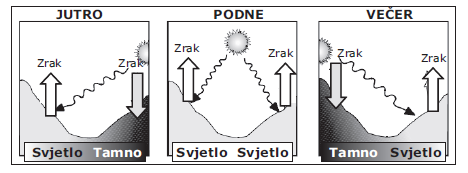 JUTRO
Zrak
Zrak
Svjetlo Tamno
PODNE
Zrak
Zrak
Svjetlo Svjetlo
VEČER
Zrak
Zrak
Tamno Svjetlo